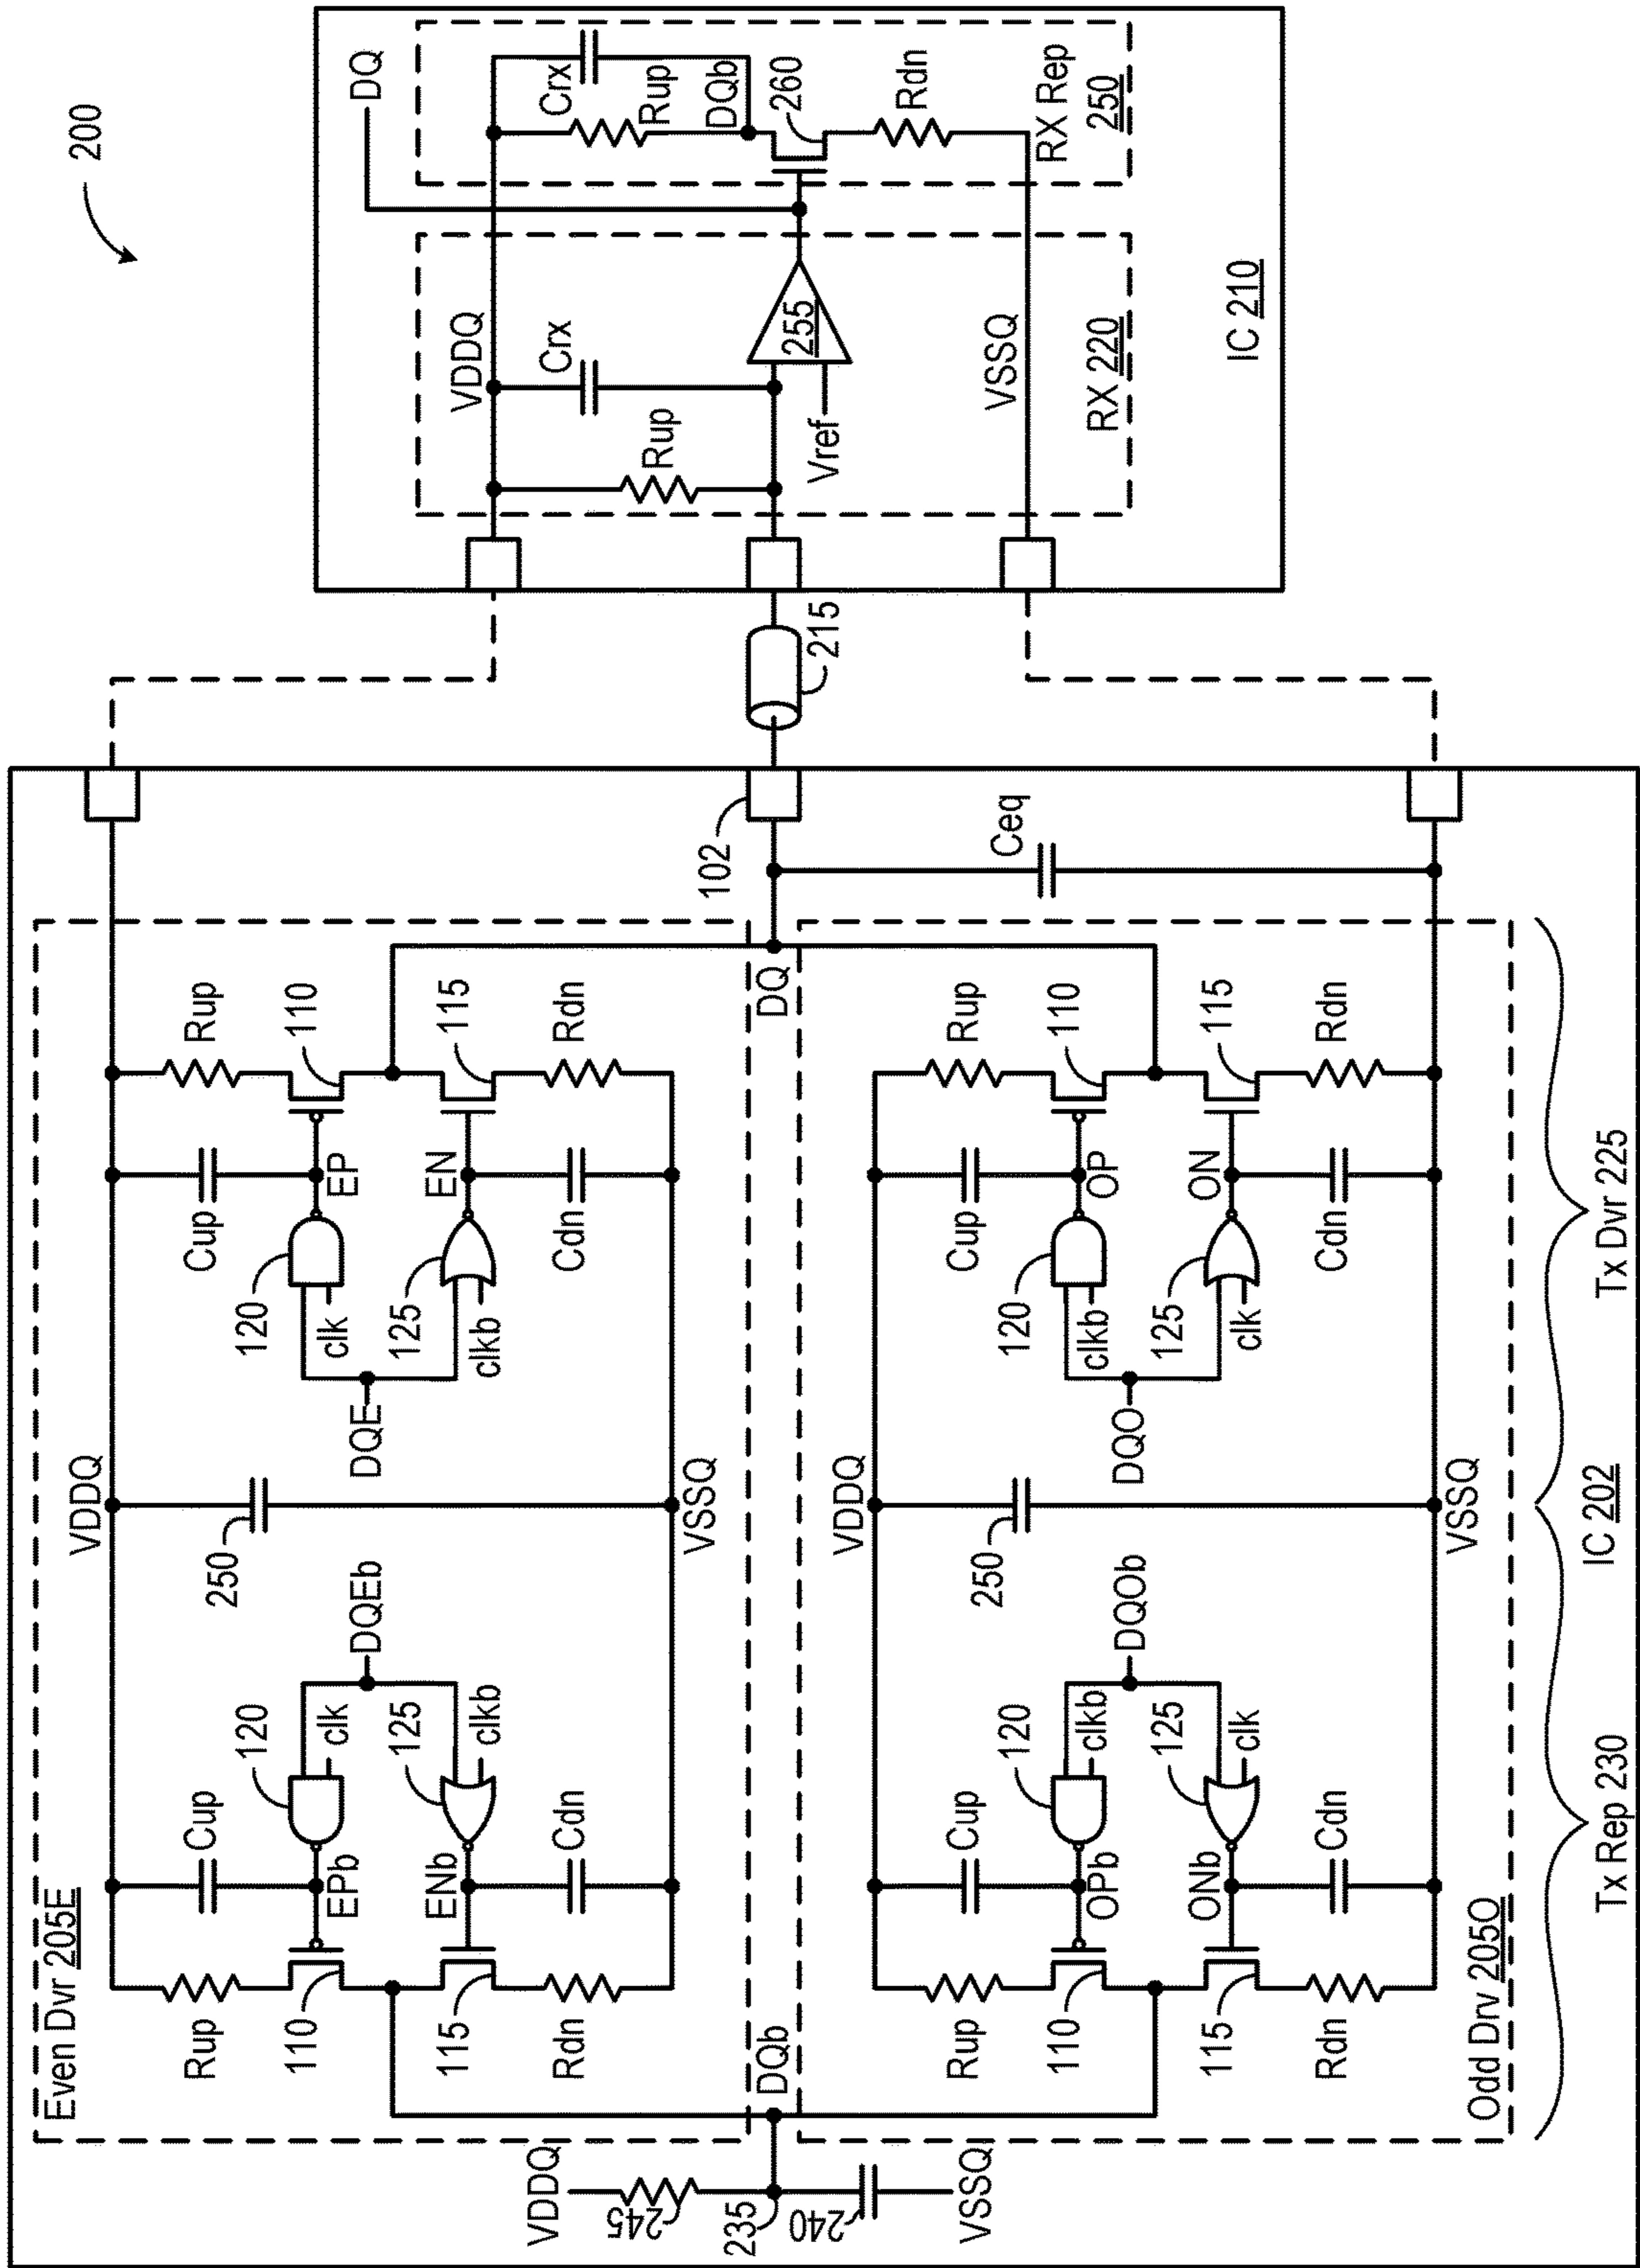 200
Even Dvr 205E
VDDQ
Rup
Cup
110
EPb
120
clk
DQEb
115
ENb
125
clkb
Rdn
Cdn
250
VSSQ
DQE
Cup
120
clk
EP
Rup
110
125
clkb
EN
115
Cdn
Rdn
VDDQ
245
235
240
VSSQ
DQb
DQ
102
Ceq
215
Odd Drv 205O
VDDQ
Rup
Cup
110
OPb
120
clkb
DQOb
115
ONb
125
clk
Rdn
Cdn
250
VSSQ
DQO
Cup
120
clkb
OP
Rup
110
125
clk
ON
115
Cdn
Rdn
Tx Rep 230
IC 202
Tx Dvr 225
VDDQ
Rup
Crx
Vref
255
VSSQ
RX 220
DQ
Crx
Rup
DQb
260
Rdn
RX Rep
250
IC 210